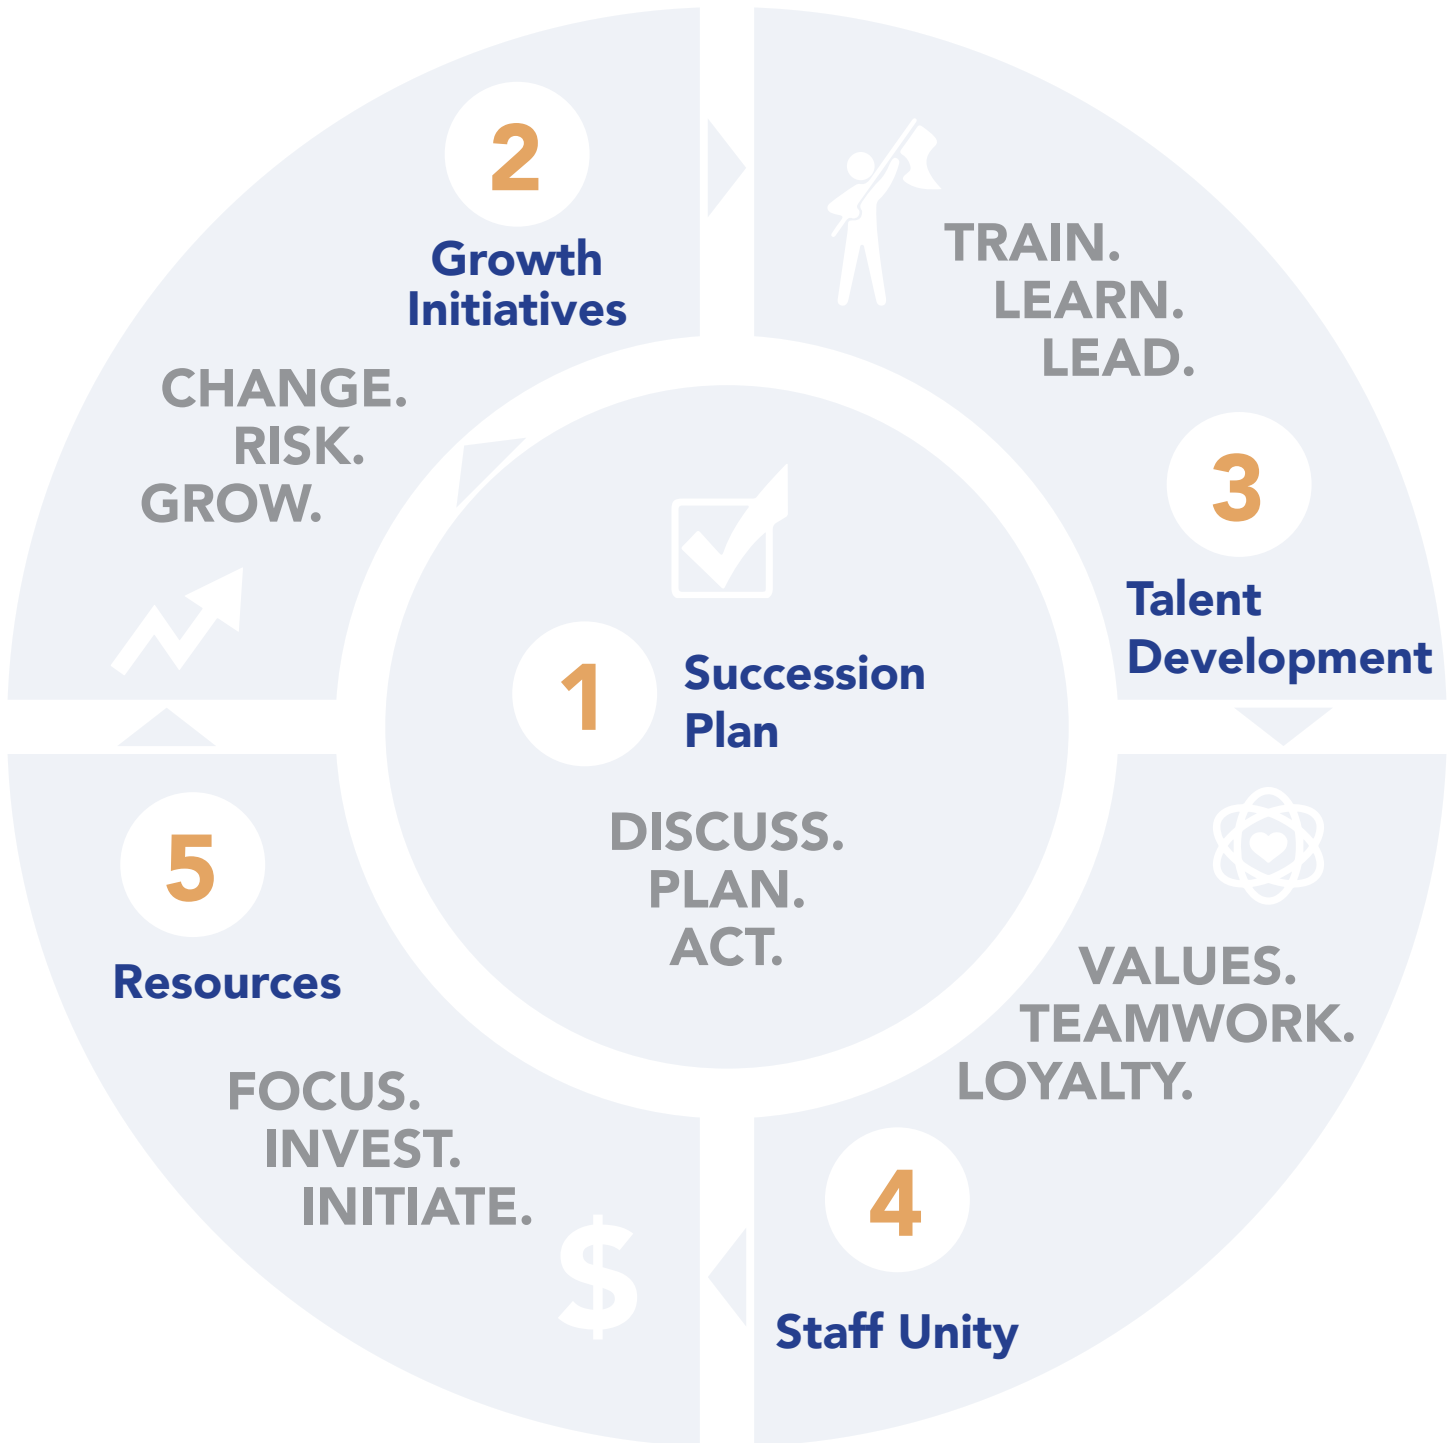 1
Succession
Plan
DISCUSS.
PLAN.
ACT.
2
Growth
Initiatives
CHANGE.
RISK.
GROW.
TRAIN.
LEARN.
LEAD.
3
Talent
Development
VALUES.
TEAMWORK.
LOYALTY.
4
Staff Unity
5
Resources
FOCUS.
INVEST.
INITIATE.
$